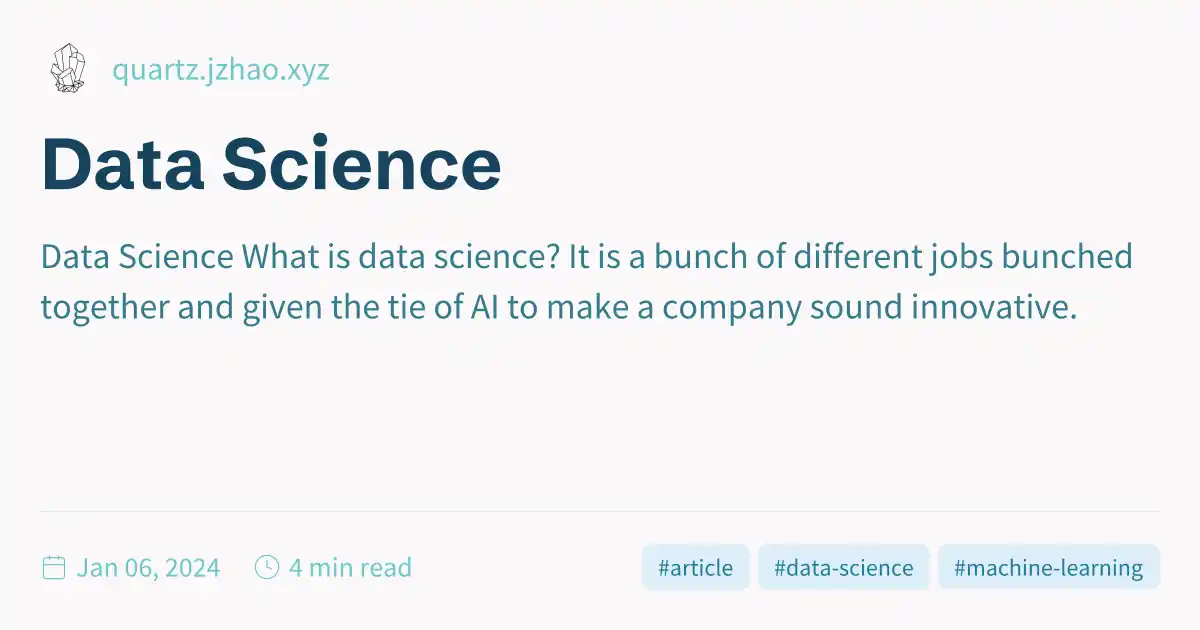 quartz.jzhao.xyz
Data Science
Data Science What is data science? It is a bunch of different jobs bunched
together and given the tie of AI to make a company sound innovative.
Jan 06, 2024 4 min read #article #data-science #machine-learning